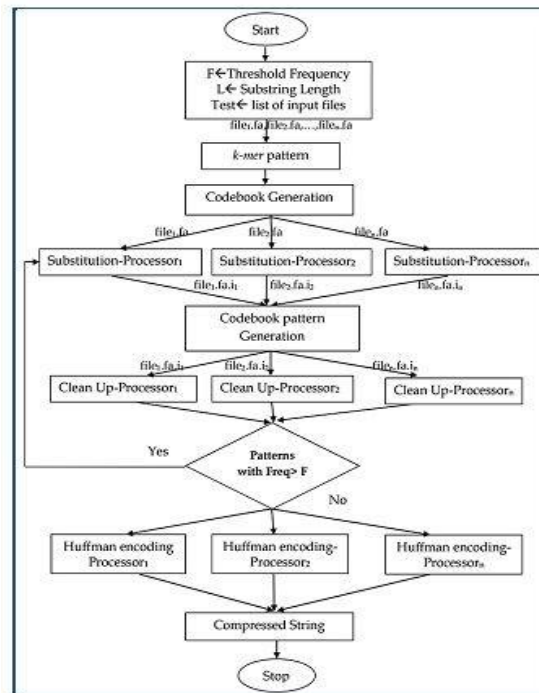 Start
F←Threshold Frequency
L← Substring Length
Test← list of input files
file₁.fa,file₂.fa,…,fileₙ.fa
k-mer pattern
Codebook Generation
file₁.fa file₂.fa fileₙ.fa
Substitution-Processor₁ Substitution-Processor₂ Substitution-Processorₙ
file₁.fa.i₁ file₂.fa.i₂ fileₙ.fa.iₙ
Codebook pattern
Generation
file₁.fa.i₁ file₂.fa.i₂ fileₙ.fa.iₙ
Clean Up-Processor₁ Clean Up-Processor₂ Clean Up-Processorₙ
Yes
Patterns
with Freq> F
No
Huffman encoding Huffman encoding- Huffman encoding-
Processor₁ Processor₂ Processorₙ
Compressed String
Stop